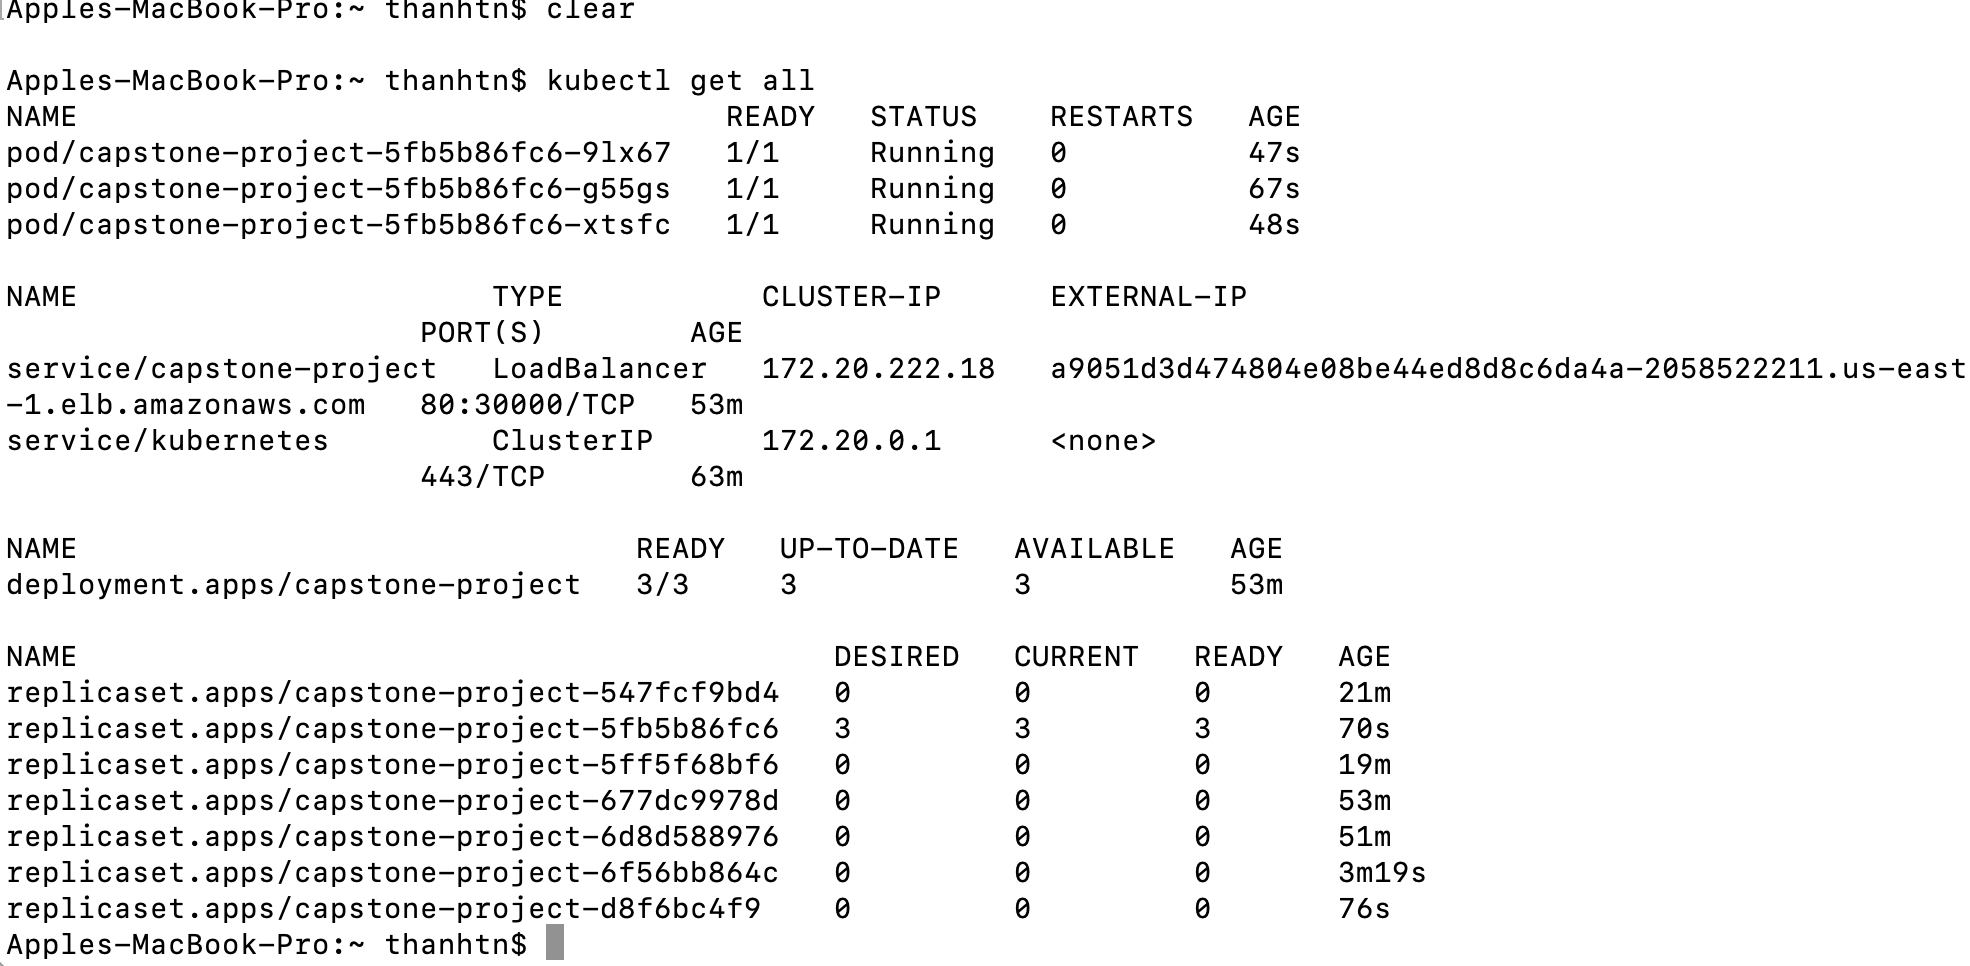 Apples-MacBook-Pro:~ thanhtn$ clear
Apples-MacBook-Pro:~ thanhtn$ kubectl get all
NAME                                    READY   STATUS    RESTARTS   AGE
pod/capstone-project-5fb5b86fc6-9lx67   1/1     Running   0          47s
pod/capstone-project-5fb5b86fc6-g55gs   1/1     Running   0          67s
pod/capstone-project-5fb5b86fc6-xtsfc   1/1     Running   0          48s
NAME                       TYPE           CLUSTER-IP      EXTERNAL-IP
                       PORT(S)        AGE
service/capstone-project   LoadBalancer   172.20.222.18   a9051d3d474804e08be44ed8d8c6da4a-2058522211.us-east
-1.elb.amazonaws.com   80:30000/TCP   53m
service/kubernetes         ClusterIP      172.20.0.1      <none>
                       443/TCP        63m
NAME                               READY   UP-TO-DATE   AVAILABLE   AGE
deployment.apps/capstone-project   3/3     3            3           53m
NAME                                          DESIRED   CURRENT   READY   AGE
replicaset.apps/capstone-project-547fcf9bd4   0         0         0       21m
replicaset.apps/capstone-project-5fb5b86fc6   3         3         3       70s
replicaset.apps/capstone-project-5ff5f68bf6   0         0         0       19m
replicaset.apps/capstone-project-677dc9978d   0         0         0       53m
replicaset.apps/capstone-project-6d8d588976   0         0         0       51m
replicaset.apps/capstone-project-6f56bb864c   0         0         0       3m19s
replicaset.apps/capstone-project-d8f6bc4f9    0         0         0       76s
Apples-MacBook-Pro:~ thanhtn$